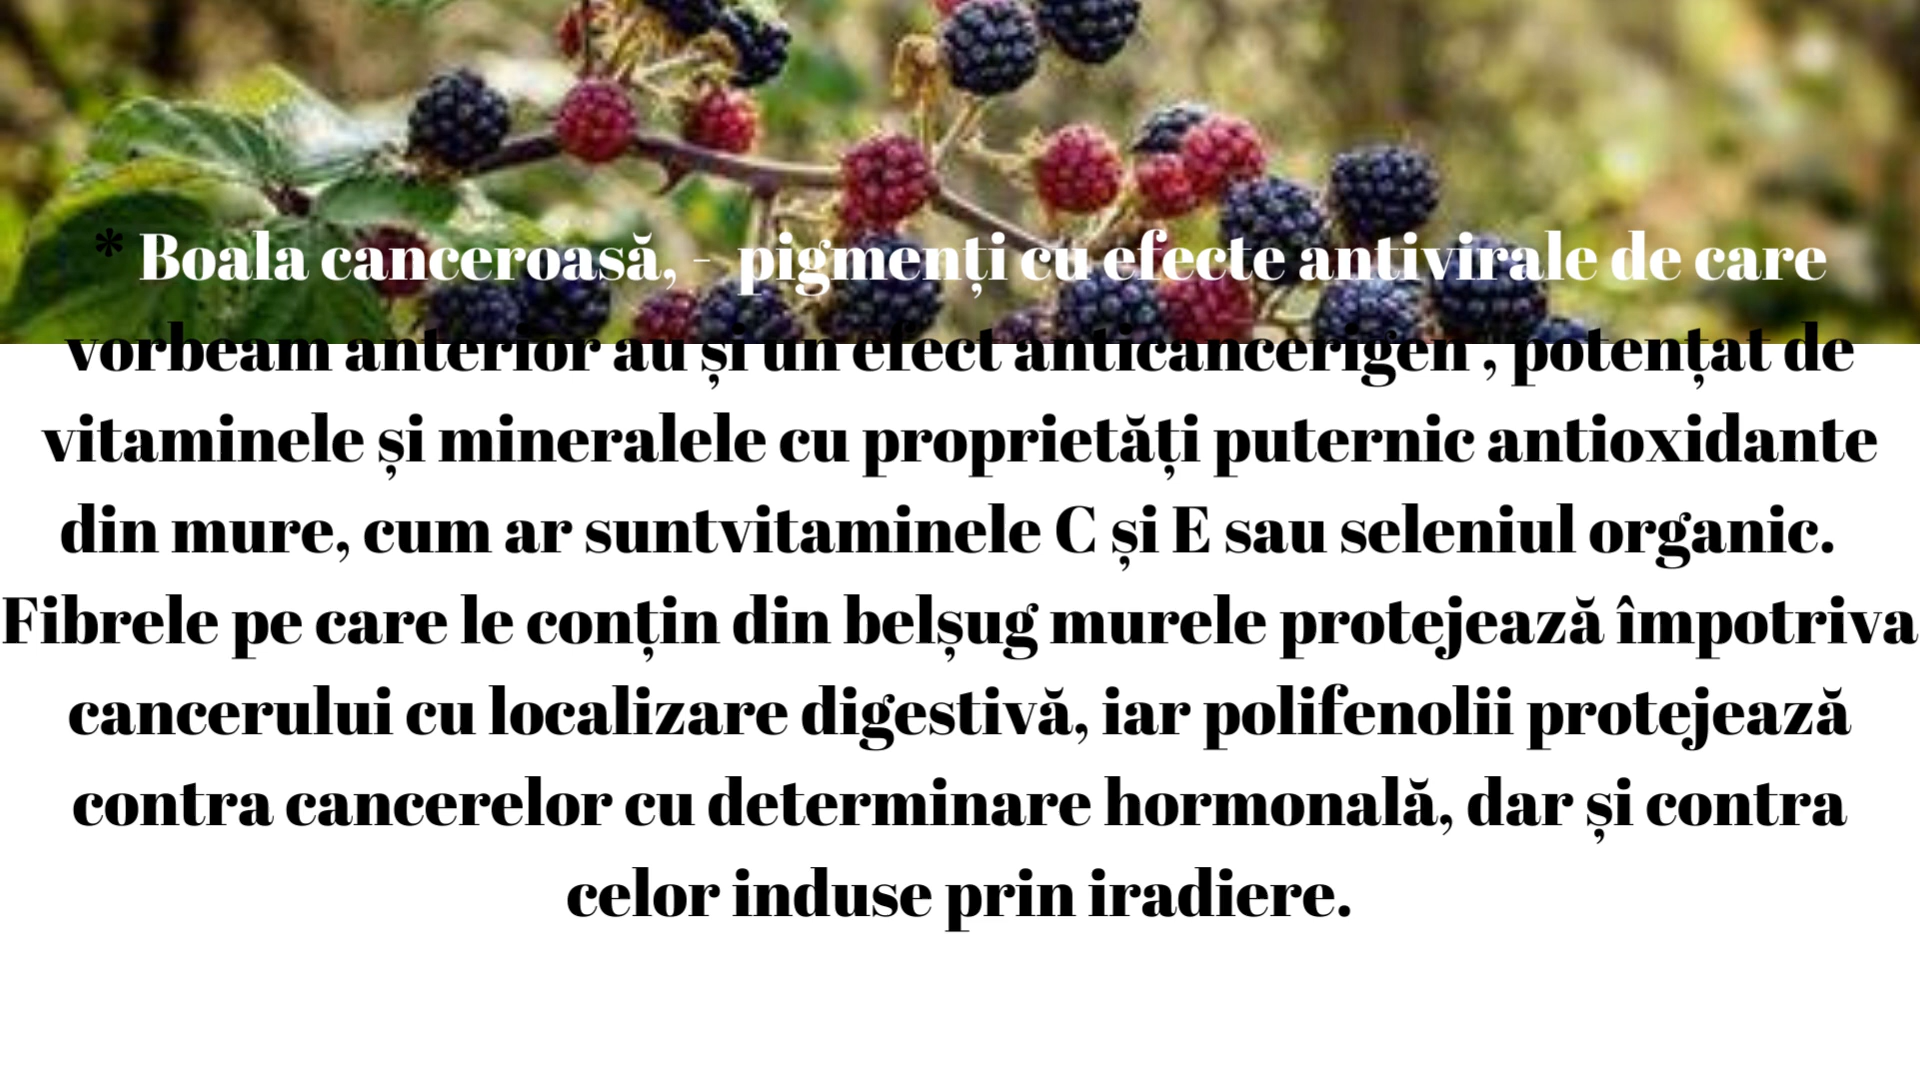 * Boala canceroasă, - pigmenți cu efecte antivirale de care
vorbeam anterior au și un efect anticancerigen , potențat de
vitaminele și mineralele cu proprietăți puternic antioxidante
din mure, cum ar suntvitaminele C și E sau seleniul organic.
Fibrele pe care le conțin din belșug murele protejează împotriva
cancerului cu localizare digestivă, iar polifenolii protejează
contra cancerelor cu determinare hormonală, dar și contra
celor induse prin iradiere.